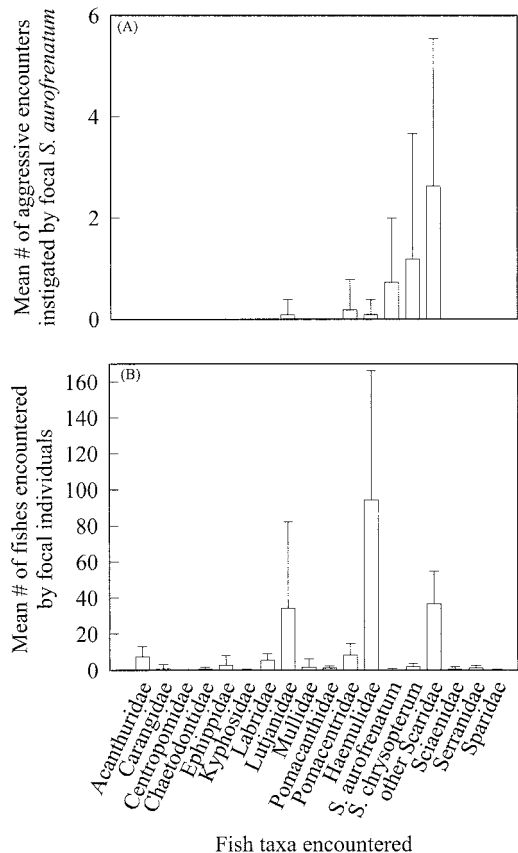 (A)
Mean # of aggressive encounters
instigated by focal S. aurofrenatum
6
4
2
0
(B)
Mean # of fishes encountered
by focal individuals
160
140
120
100
80
60
40
20
0
Acanthuridae
Carangidae
Centropomidae
Chaetodontidae
Ephippidae
Kyphosidae
Labridae
Lutjanidae
Mullidae
Pomacanthidae
Pomacentridae
Haemulidae
S. aurofrenatum
S. chrysopterum
other Scaridae
Sciaenidae
Serranidae
Sparidae
Fish taxa encountered